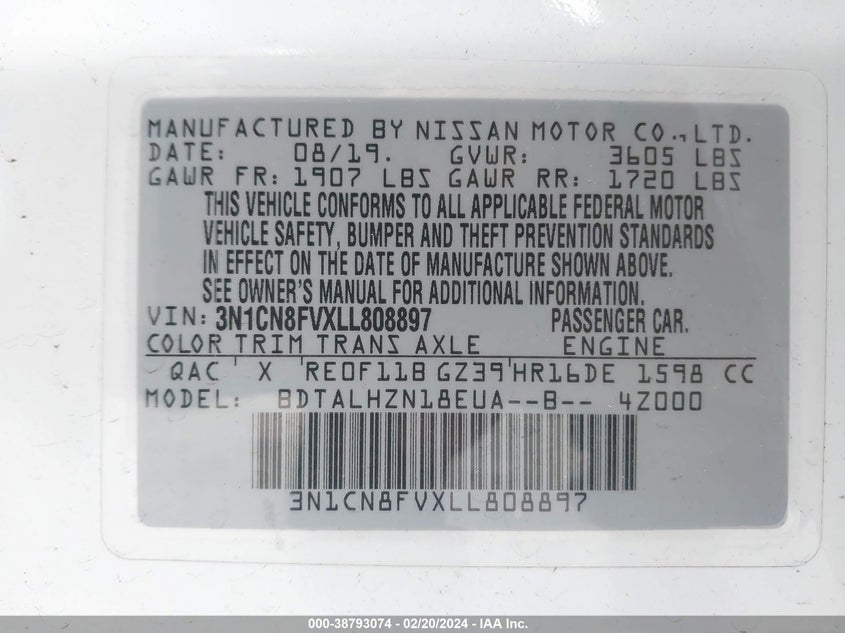 MANUFACTURED BY NISSAN MOTOR CO., LTD.
DATE: 08/19. GVWR: 3605 LBS
GAWR FR: 1907 LBS GAWR RR: 1720 LBS
THIS VEHICLE CONFORMS TO ALL APPLICABLE FEDERAL MOTOR
VEHICLE SAFETY, BUMPER AND THEFT PREVENTION STANDARDS
IN EFFECT ON THE DATE OF MANUFACTURE SHOWN ABOVE.
SEE OWNER'S MANUAL FOR ADDITIONAL INFORMATION.
VIN: 3N1CN8FVXLL808897 PASSENGER CAR.
COLOR TRIM TRANS AXLE ENGINE
QAC X RE0F11B GZ39 HR16DE 1598 CC
MODEL: BDTALHZN18EUA--B-- 4Z000
3N1CN8FVXLL808897
000-38793074 - 02/20/2024 - IAAI.com